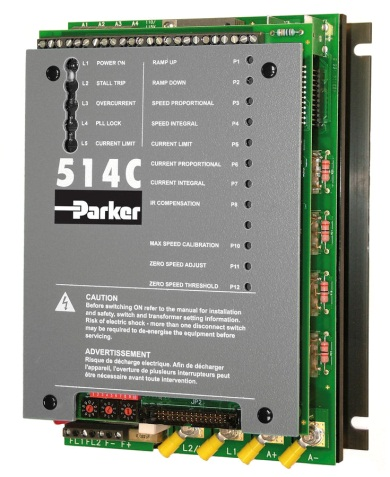 A1 A2 A3 A4
L1 POWER ON
L2 STALL TRIP
L3 OVERCURRENT
L4 PLL LOCK
L5 CURRENT LIMIT
RAMP UP P1
RAMP DOWN P2
SPEED PROPORTIONAL P3
SPEED INTEGRAL P4
CURRENT LIMIT P5
CURRENT PROPORTIONAL P6
CURRENT INTEGRAL P7
IR COMPENSATION P8
MAX SPEED CALIBRATION P10
ZERO SPEED ADJUST P11
ZERO SPEED THRESHOLD P12
514C
Parker
CAUTION
Before switching ON refer to the manual for installation
and safety, switch and transformer setting information.
Risk of electric shock - more than one disconnect switch
may be required to de-energise the equipment before
servicing.
ADVERTISSEMENT
Risque de décharge electrique. Afin de décharger
l'appareil, l'overture de plusieurs interrupteurs peut
être nécessaire avant toute intervention.
JP2
FL1 FL2 F- F+
L2/ L1 A+ A-